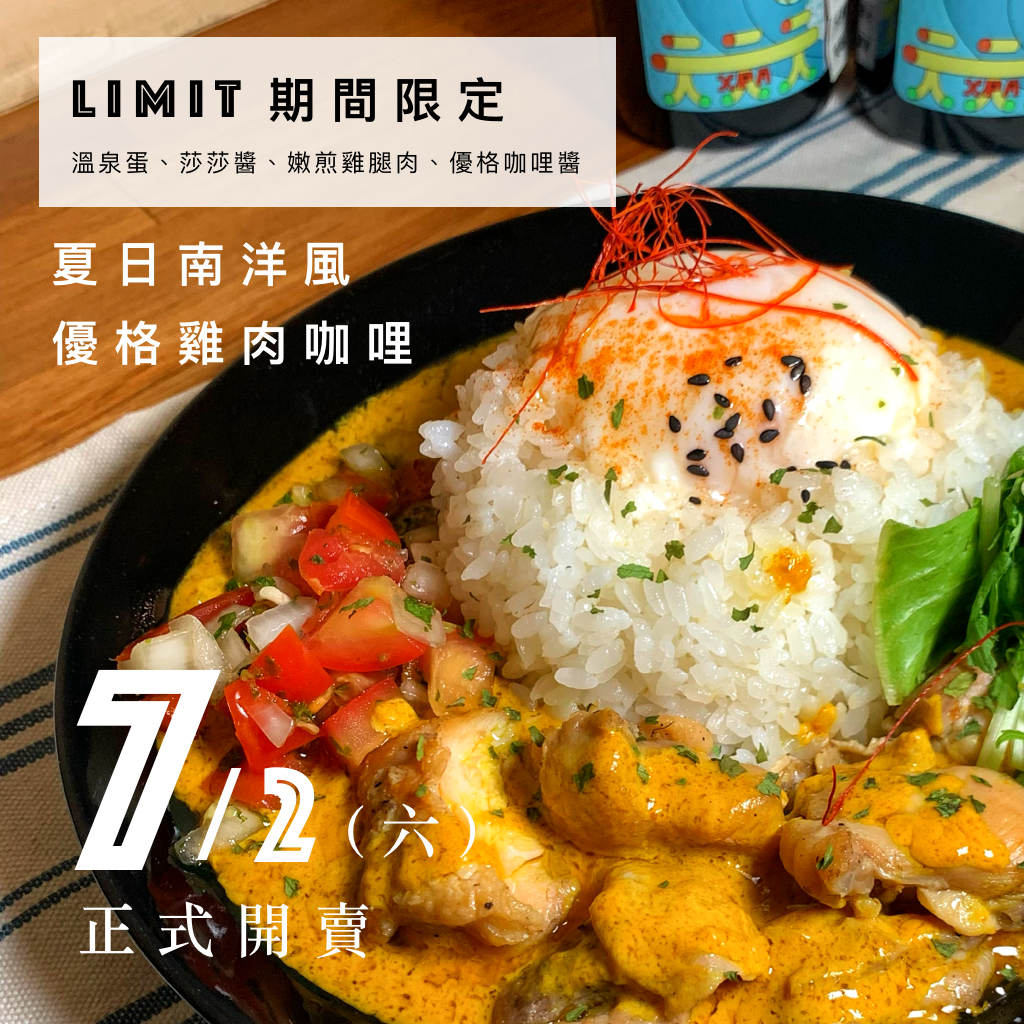 LIMIT 期間限定
溫泉蛋、莎莎醬、嫩煎雞腿肉、優格咖哩醬
夏日南洋風
優格雞肉咖哩
7/2(六)
正式開賣